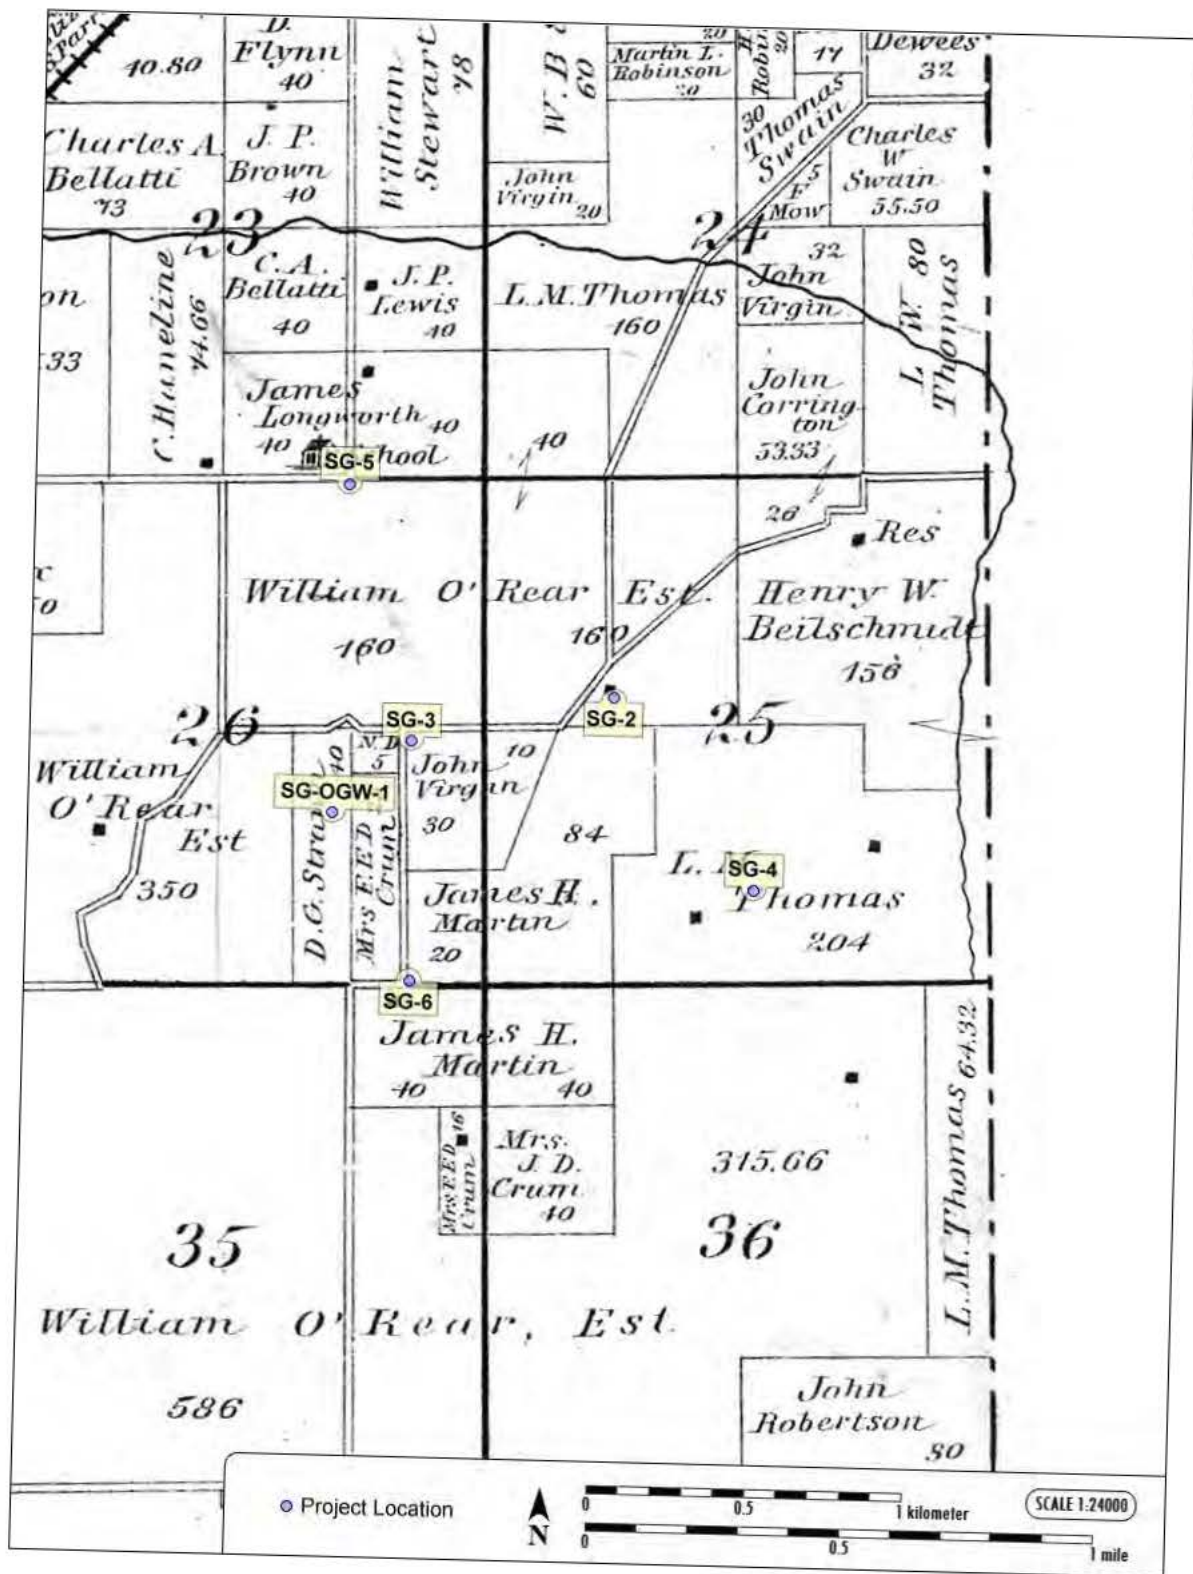 D.
Flynn
40
10.80
William
Stewart
78
W. B
60
20
Martin L.
Robinson
20
H.
Robin
20
17
Dewees
32
30
Thomas
Swain
Charles
W
Swain
55.50
5
F.
Mow
Charles A.
Bellatti
73
J. P.
Brown
40
John
Virgin
20
23
24
on
33
C. Huneline
74.66
C. A.
Bellatti
40
J. P.
Lewis
40
L. M. Thomas
160
32
John
Virgin
L. W.
Thomas
80
James
Longworth
40
40
School
SG-5
40
John
Corring-
ton
53.33
26
Res
William O'Rear Est.
160
160
Henry W.
Beilschmidt
156
26
25
SG-3
SG-2
William
O'Rear
Est
350
40
N. D
5
John
Virgin
10
30
SG-OGW-1
D. G.
Mrs E.E.D
Crum
84
SG-4
L.
Thomas
204
James H.
Martin
20
SG-6
James H.
Martin
40
40
Mrs E.E.D
Crum
16
Mrs.
J. D.
Crum
40
315.66
L. M. Thomas 64.32
35
36
William O'Rear, Est.
586
John
Robertson
80
Project Location
N
0
0.5
1 kilometer
0
0.5
1 mile
SCALE 1:24000